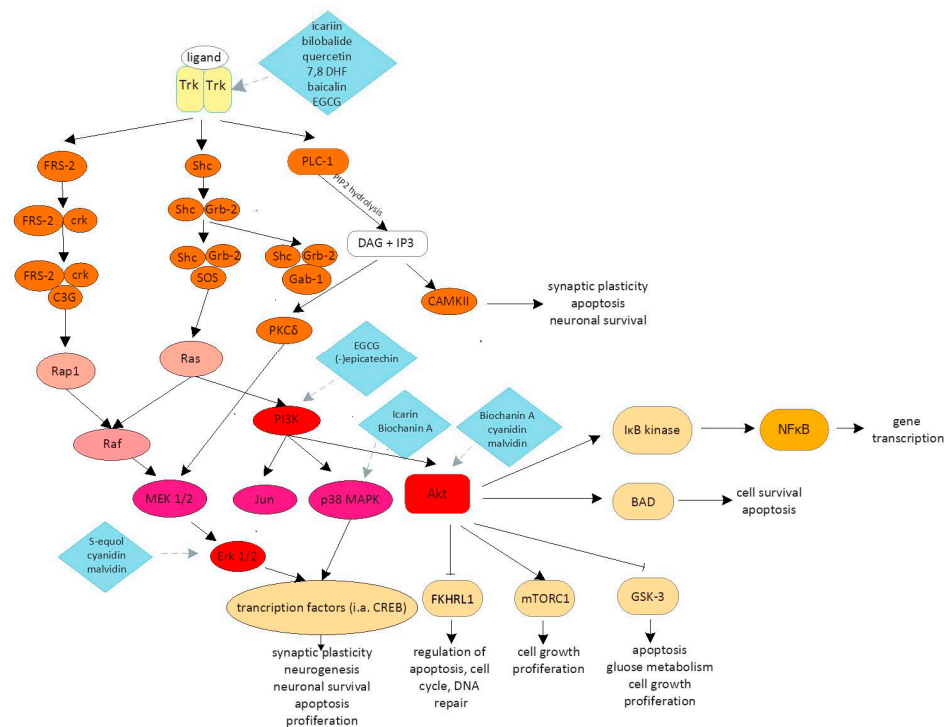 icariin
bilobalide
quercetin
7,8 DHF
baicalin
EGCG
ligand
Trk Trk
FRS-2
Shc
PLC-1
PIP2 hydrolysis
FRS-2 crk
Shc Grb-2
DAG + IP3
FRS-2 crk
C3G
Shc Grb-2
SOS
Shc Grb-2
Gab-1
CAMKII
synaptic plasticity
apoptosis
neuronal survival
PKCδ
EGCG
(-)epicatechin
Rap1
Ras
PI3K
Icarin
Biochanin A
Biochanin A
cyanidin
malvidin
IκB kinase
NFκB
gene
transcription
Raf
MEK 1/2
Jun
p38 MAPK
Akt
BAD
cell survival
apoptosis
S-equol
cyanidin
malvidin
Erk 1/2
trancription factors (i.a. CREB)
FKHRL1
mTORC1
GSK-3
synaptic plasticity
neurogenesis
neuronal survival
apoptosis
profiferation
regulation of
apoptosis, cell
cycle, DNA
repair
cell growth
profiferation
apoptosis
gluose metabolism
cell growth
profiferation